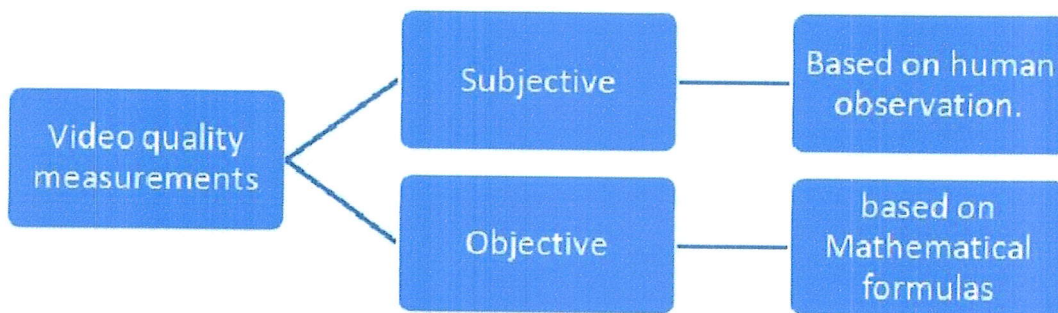 Video quality
measurements
Subjective
Based on human
observation.
Objective
based on
Mathematical
formulas